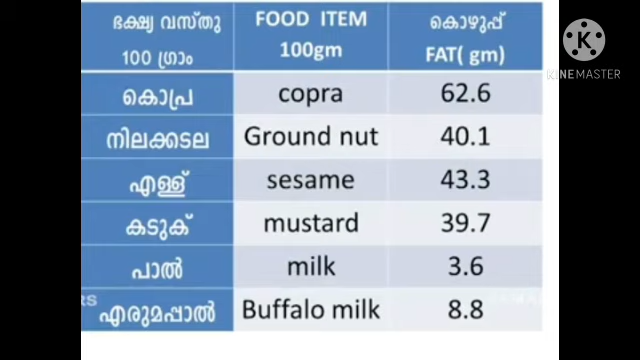 ഭക്ഷ്യ വസ്തു FOOD ITEM കൊഴുപ്പ്
100 ഗ്രാം 100gm FAT( gm)
കൊപ്ര copra 62.6
നിലക്കടല Ground nut 40.1
എള്ള് sesame 43.3
കടുക് mustard 39.7
പാൽ milk 3.6
എരുമപ്പാൽ Buffalo milk 8.8
KINEMASTER